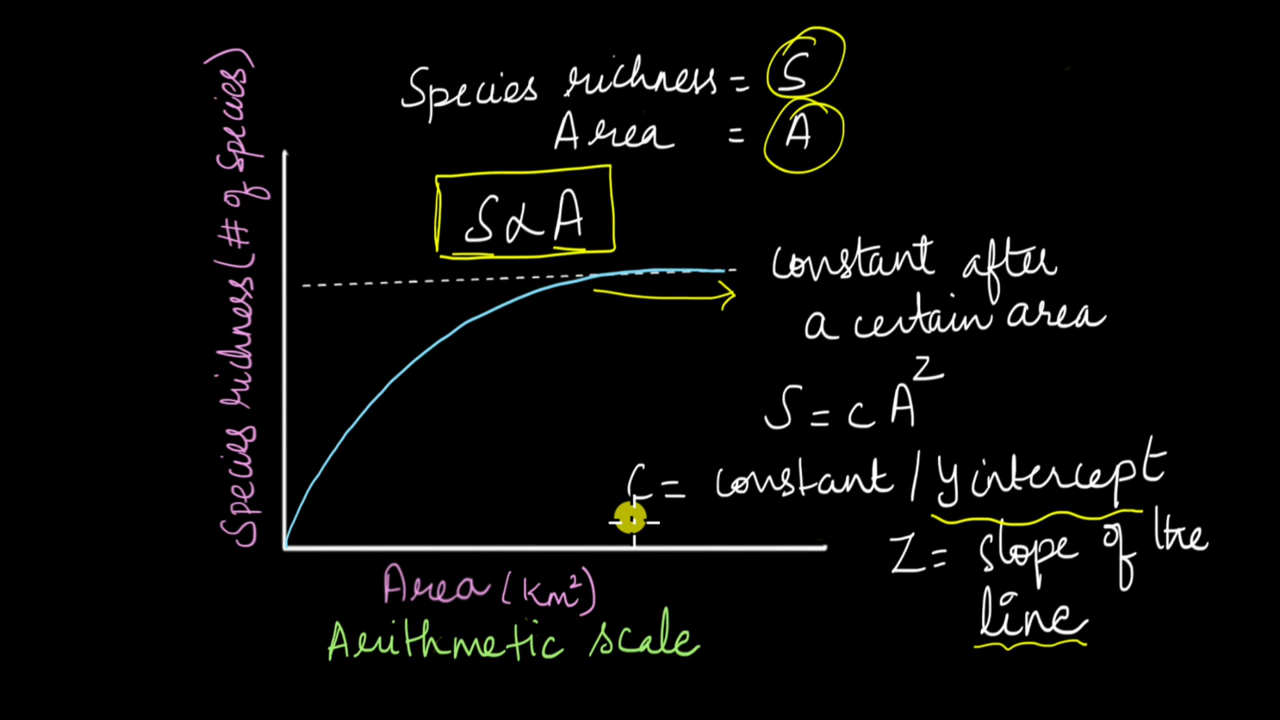 Species richness = S
Area = A
S ∝ A
Species richness (# of species)
constant after
a certain area
S = c A^z
C = constant / y intercept
Z = slope of the
line
Area (Km²)
Arithmetic scale